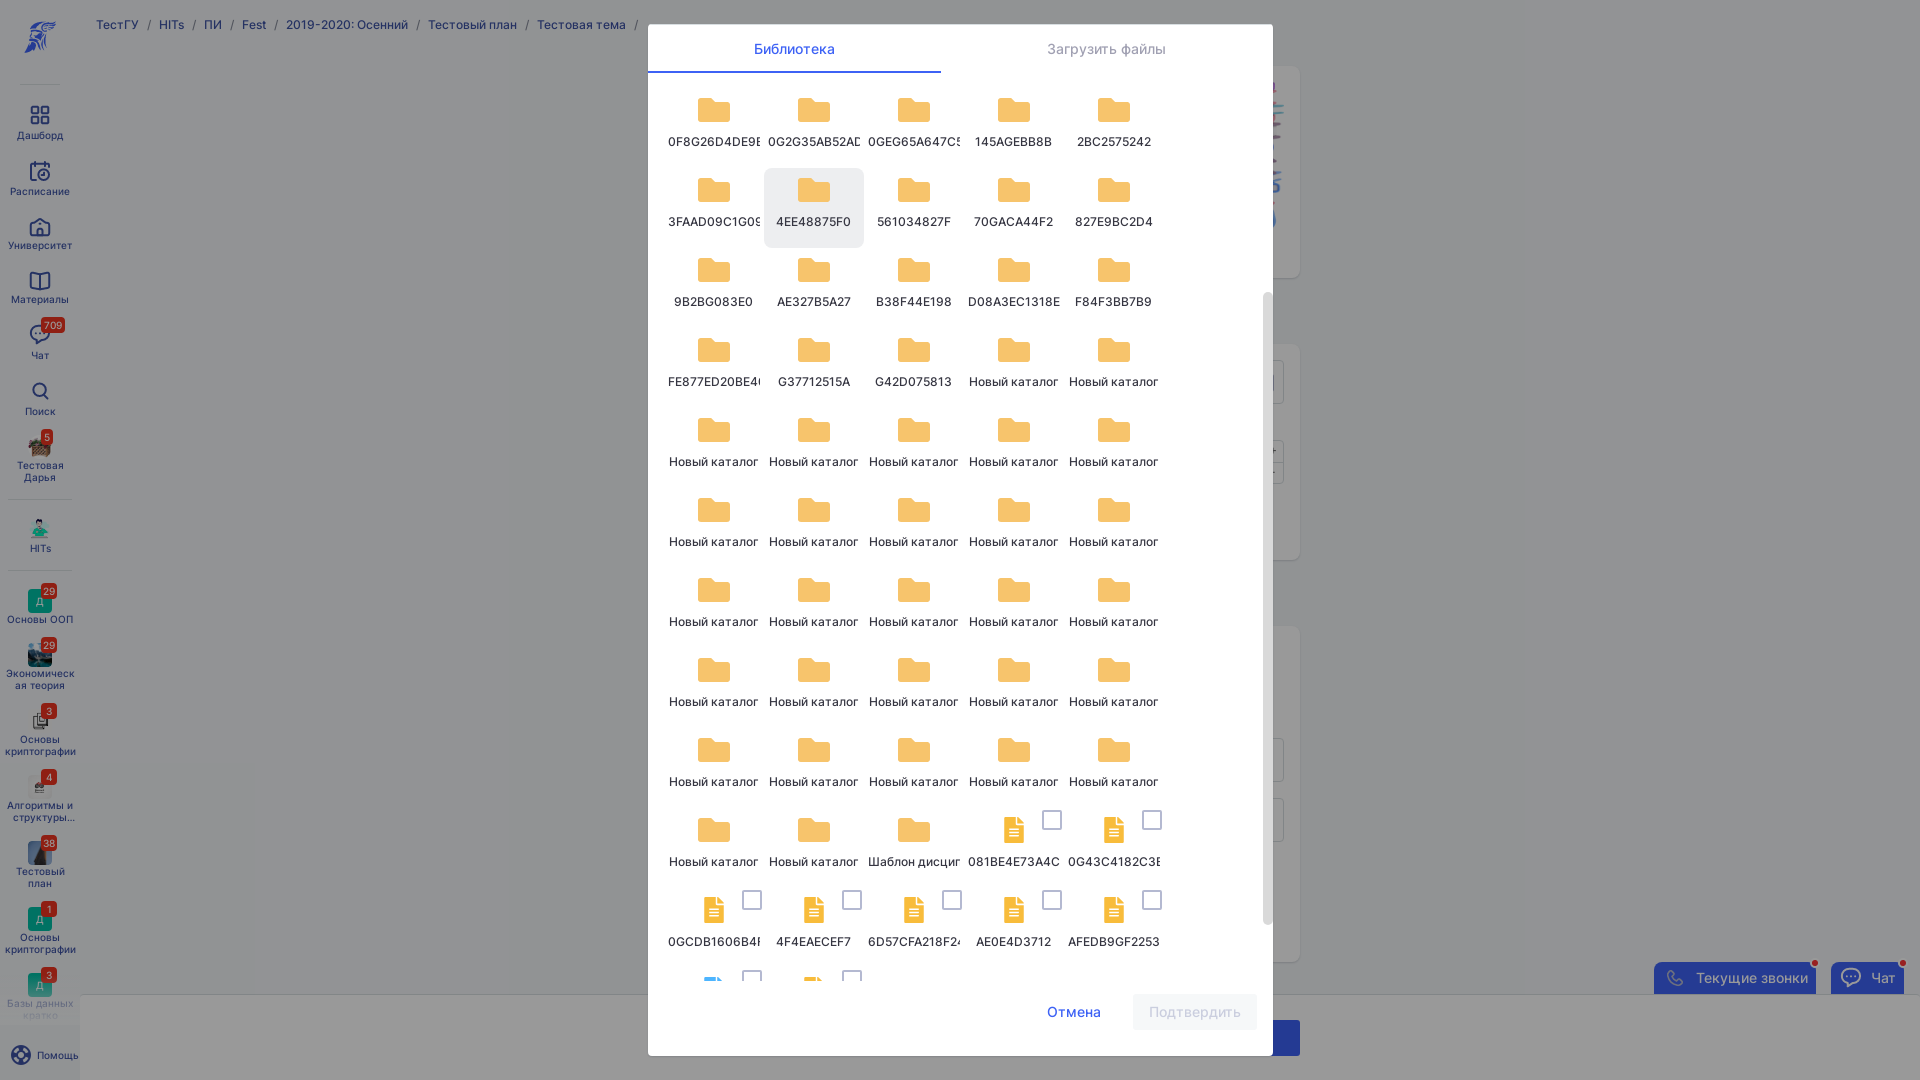 ТестГУ / HITs / ПИ / Fest / 2019-2020: Осенний / Тестовый план / Тестовая тема /
Дашборд
Расписание
Университет
Материалы
709
Чат
Поиск
5
Тестовая
Дарья
HITs
29
Д
Основы ООП
29
Экономическ
ая теория
3
Основы
криптографии
4
Алгоритмы и
структуры...
38
Тестовый
план
1
Д
Основы
криптографии
3
Д
Базы данных
кратко
Помощь
Библиотека
Загрузить файлы
0F8G26D4DE9E 0G2G35AB52AD 0GEG65A647C5 145AGEBB8B 2BC2575242
3FAAD09C1G09 4EE48875F0 561034827F 70GACA44F2 827E9BC2D4
9B2BG083E0 AE327B5A27 B38F44E198 D08A3EC1318E F84F3BB7B9
FE877ED20BE40 G37712515A G42D075813 Новый каталог Новый каталог
Новый каталог Новый каталог Новый каталог Новый каталог Новый каталог
Новый каталог Новый каталог Новый каталог Новый каталог Новый каталог
Новый каталог Новый каталог Новый каталог Новый каталог Новый каталог
Новый каталог Новый каталог Новый каталог Новый каталог Новый каталог
Новый каталог Новый каталог Новый каталог Новый каталог Новый каталог
Новый каталог Новый каталог Шаблон дисцип 081BE4E73A4C 0G43C4182C3E
0GCDB1606B4F 4F4EAECEF7 6D57CFA218F24 AE0E4D3712 AFEDB9GF2253
Отмена
Подтвердить
Текущие звонки
Чат